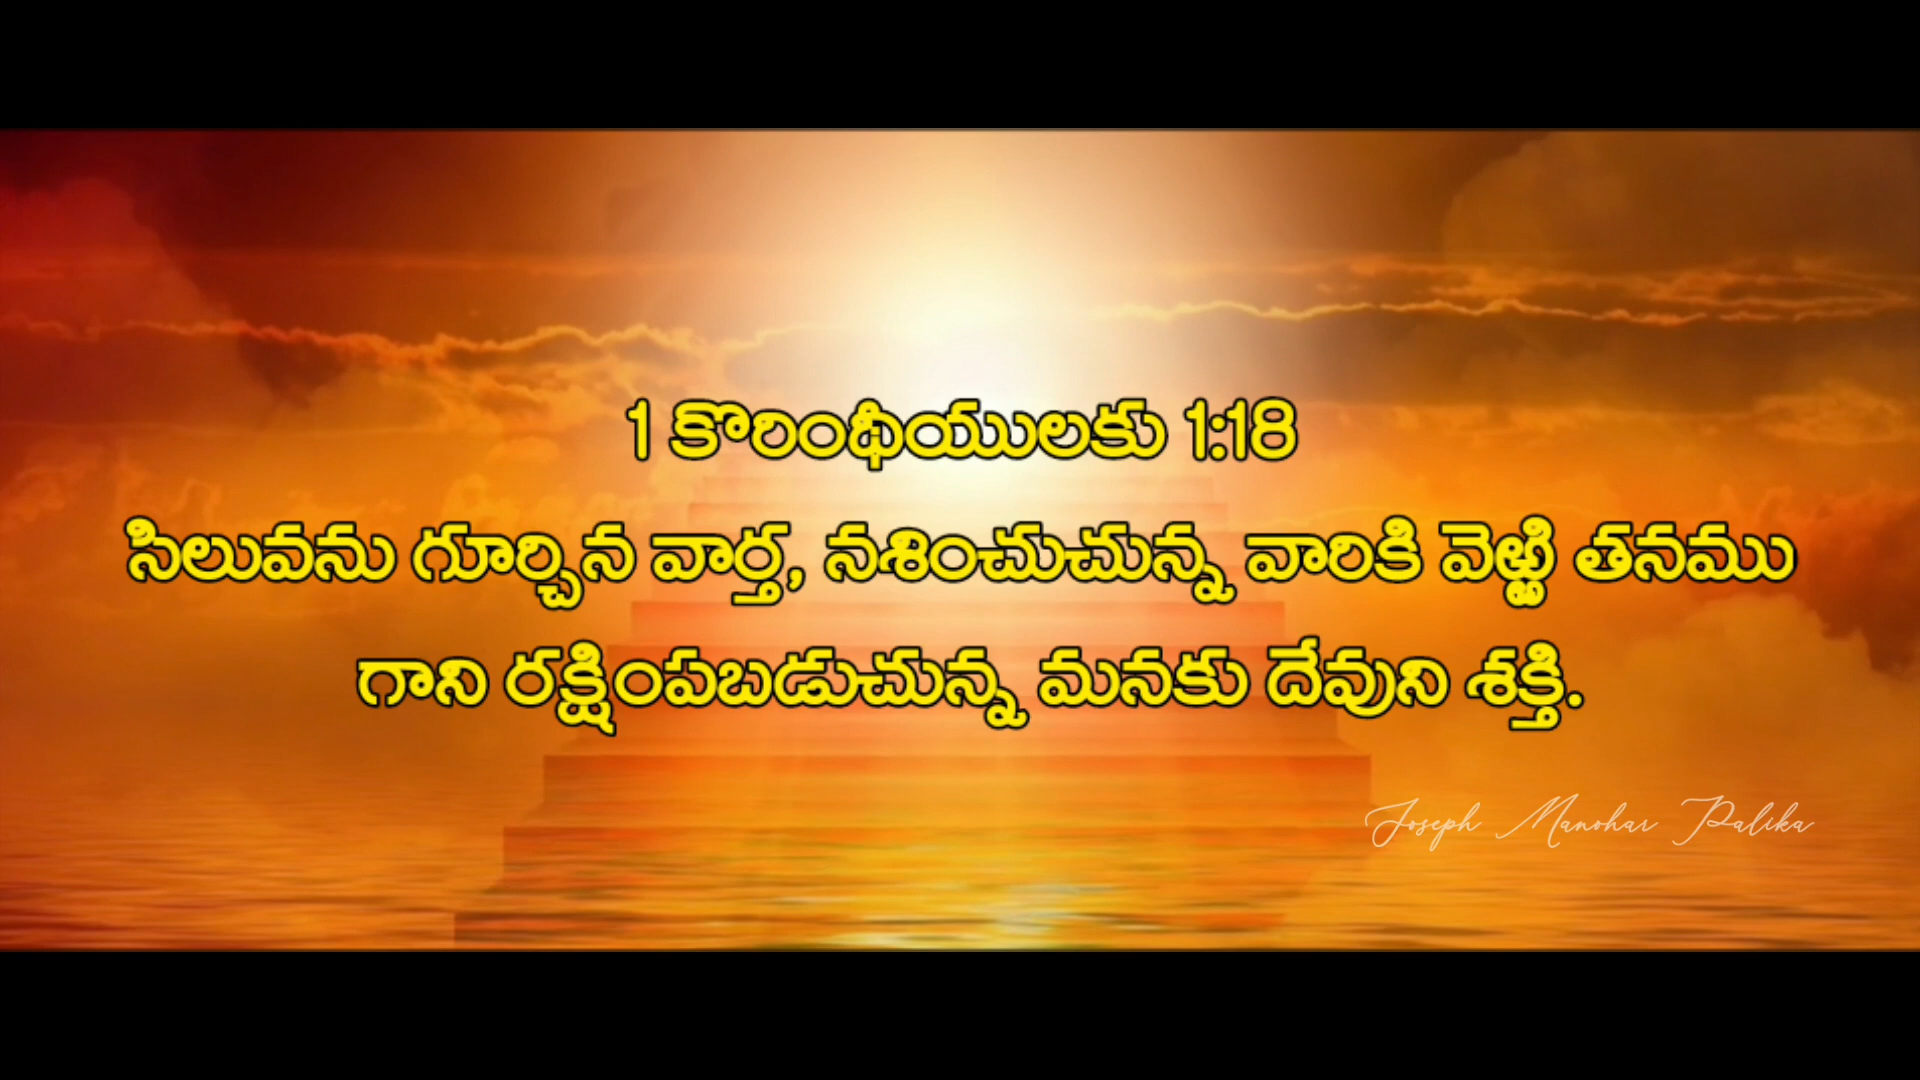 1 కొరింథీయులకు 1:18
సిలువను గూర్చిన వార్త, నశించుచున్న వారికి వెఱ్ఱి తనము
గాని రక్షింపబడుచున్న మనకు దేవుని శక్తి.
Joseph Manohar Palika